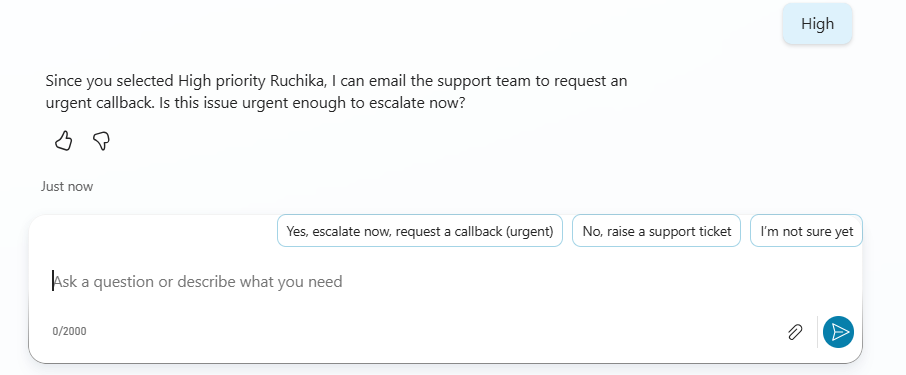 High
Since you selected High priority Ruchika, I can email the support team to request an
urgent callback. Is this issue urgent enough to escalate now?
Just now
Yes, escalate now, request a callback (urgent)
No, raise a support ticket
I'm not sure yet
Ask a question or describe what you need
0/2000